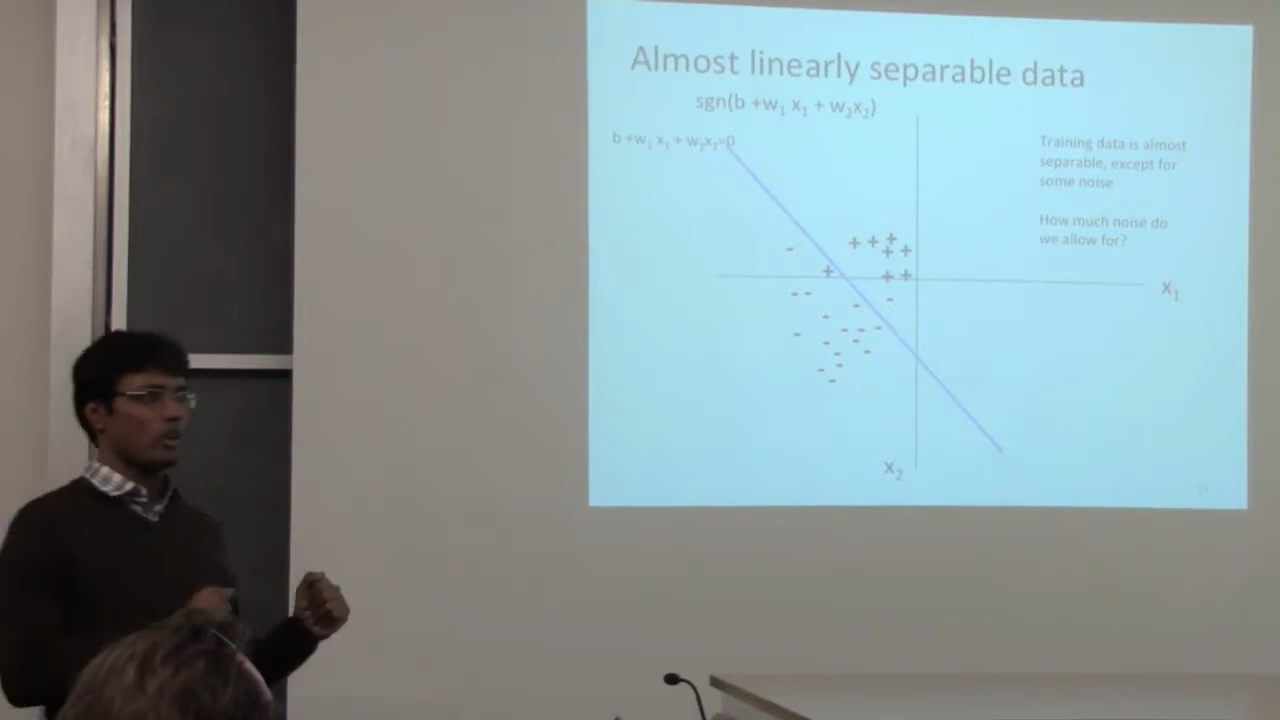 Almost linearly separable data
sgn(b +w₁ x₁ + w₂x₂)
b +w₁ x₁ + w₂x₂=0
Training data is almost
separable, except for
some noise
How much noise do
we allow for?
x₁
x₂